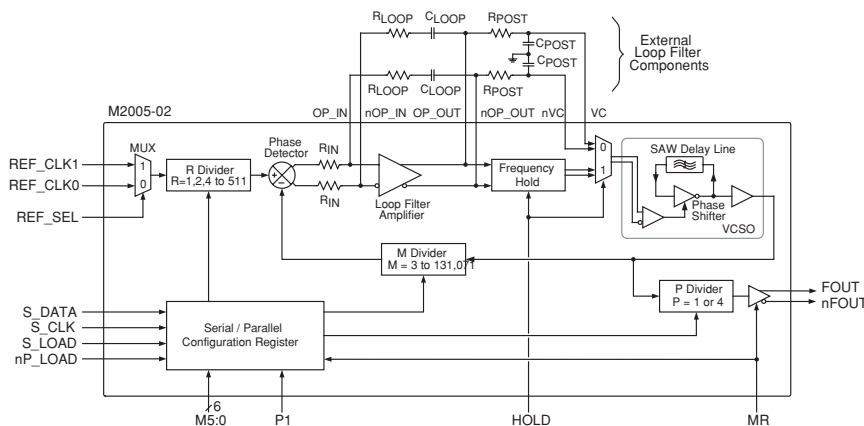 RLOOP CLOOP RPOST
CPOST
CPOST
RLOOP CLOOP RPOST
External
Loop Filter
Components
OP_IN nOP_IN OP_OUT nOP_OUT nVC VC
M2005-02
MUX
REF_CLK1
REF_CLK0
REF_SEL
1
0
R Divider
R=1,2,4 to 511
Phase
Detector
RIN
RIN
Loop Filter
Amplifier
Frequency
Hold
0
1
SAW Delay Line
Phase
Shifter
VCSO
M Divider
M = 3 to 131,071
P Divider
P = 1 or 4
FOUT
nFOUT
S_DATA
S_CLK
S_LOAD
nP_LOAD
Serial / Parallel
Configuration Register
6
M5:0 P1 HOLD MR